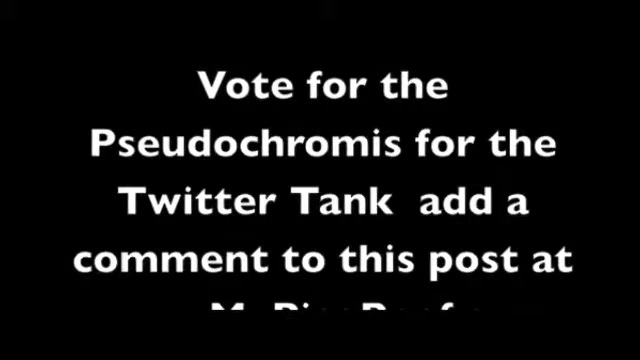 Vote for the
Pseudochromis for the
Twitter Tank add a
comment to this post at